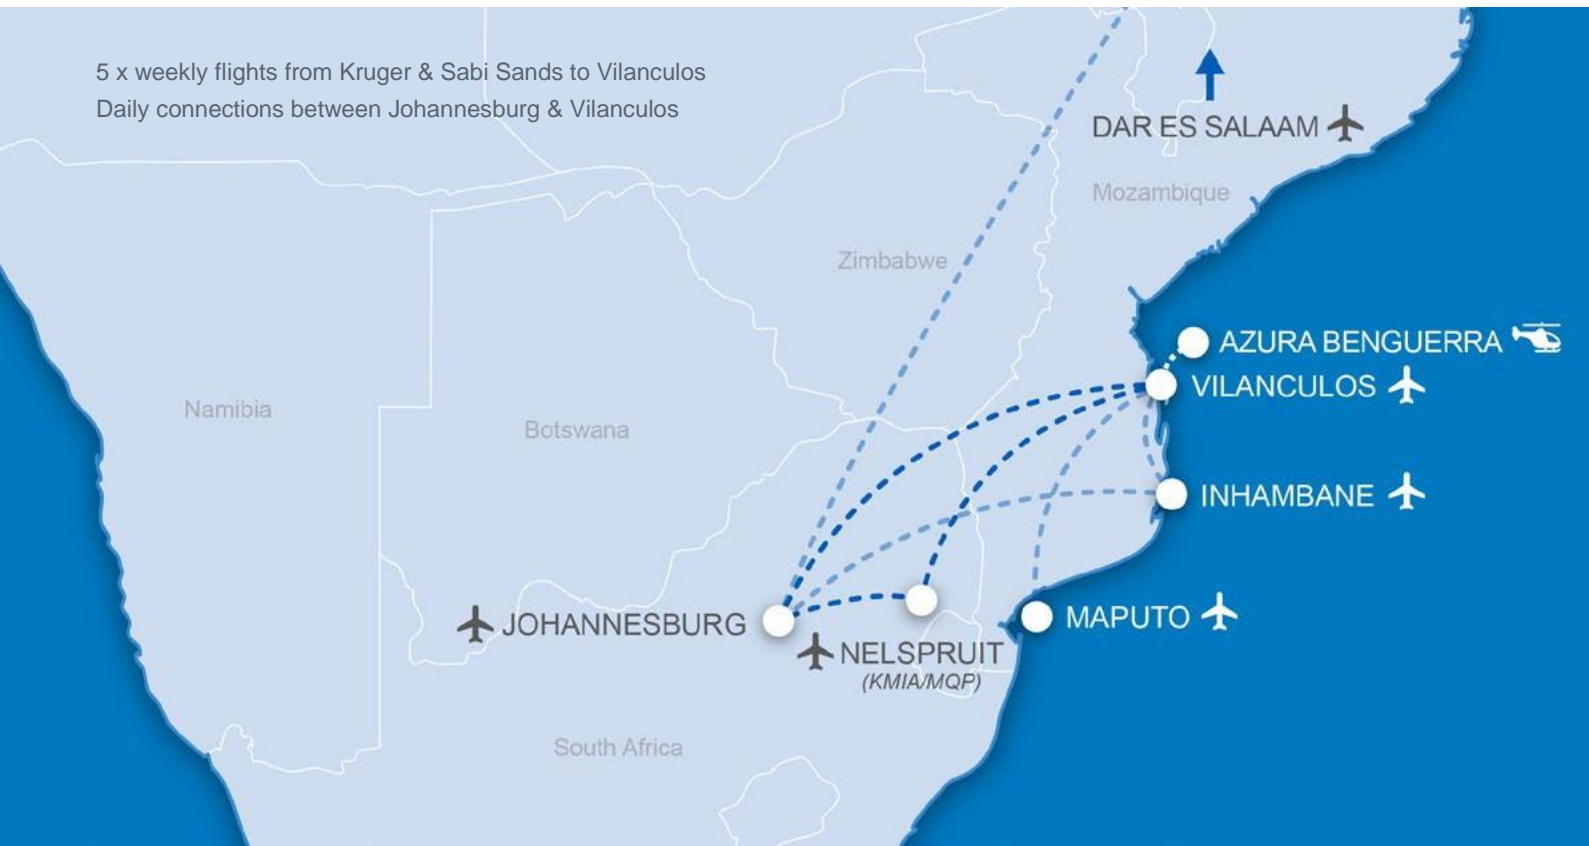 5 x weekly flights from Kruger & Sabi Sands to Vilanculos
Daily connections between Johannesburg & Vilanculos
DAR ES SALAAM
Mozambique
Zimbabwe
AZURA BENGUERRA
VILANCULOS
Namibia
Botswana
INHAMBANE
JOHANNESBURG
MAPUTO
NELSPRUIT
(KMIA/MQP)
South Africa